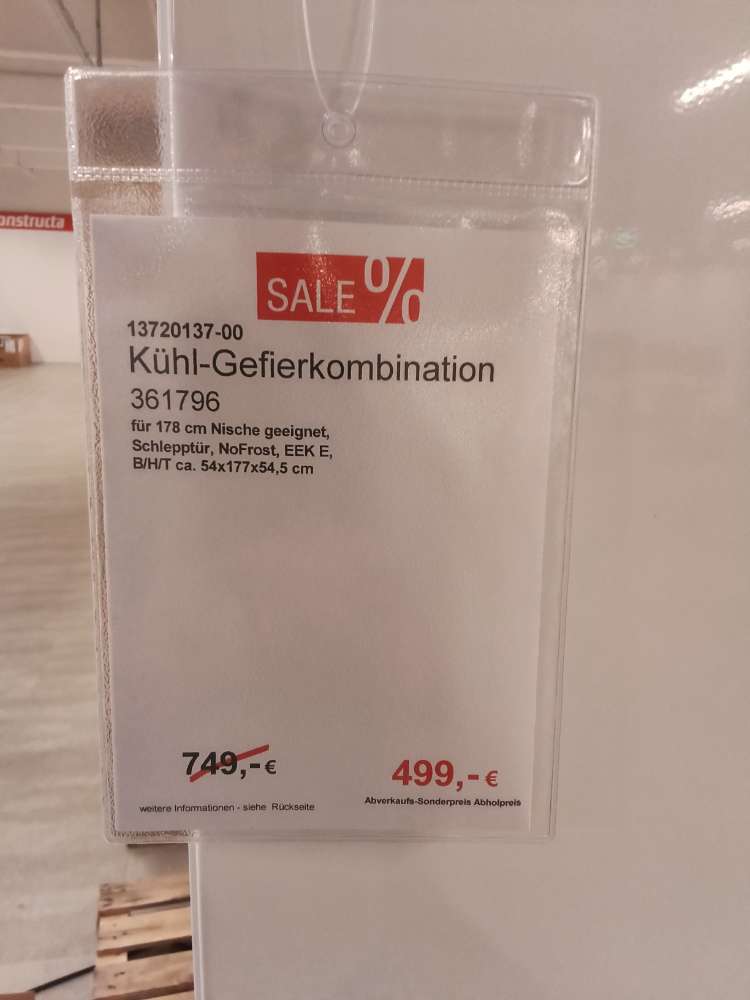 onstructa
SALE %
13720137-00
Kühl-Gefierkombination
361796
für 178 cm Nische geeignet,
Schlepptür, NoFrost, EEK E,
B/H/T ca. 54x177x54,5 cm
749,-€
499,-€
weitere Informationen - siehe Rückseite
Abverkaufs-Sonderpreis Abholpreis